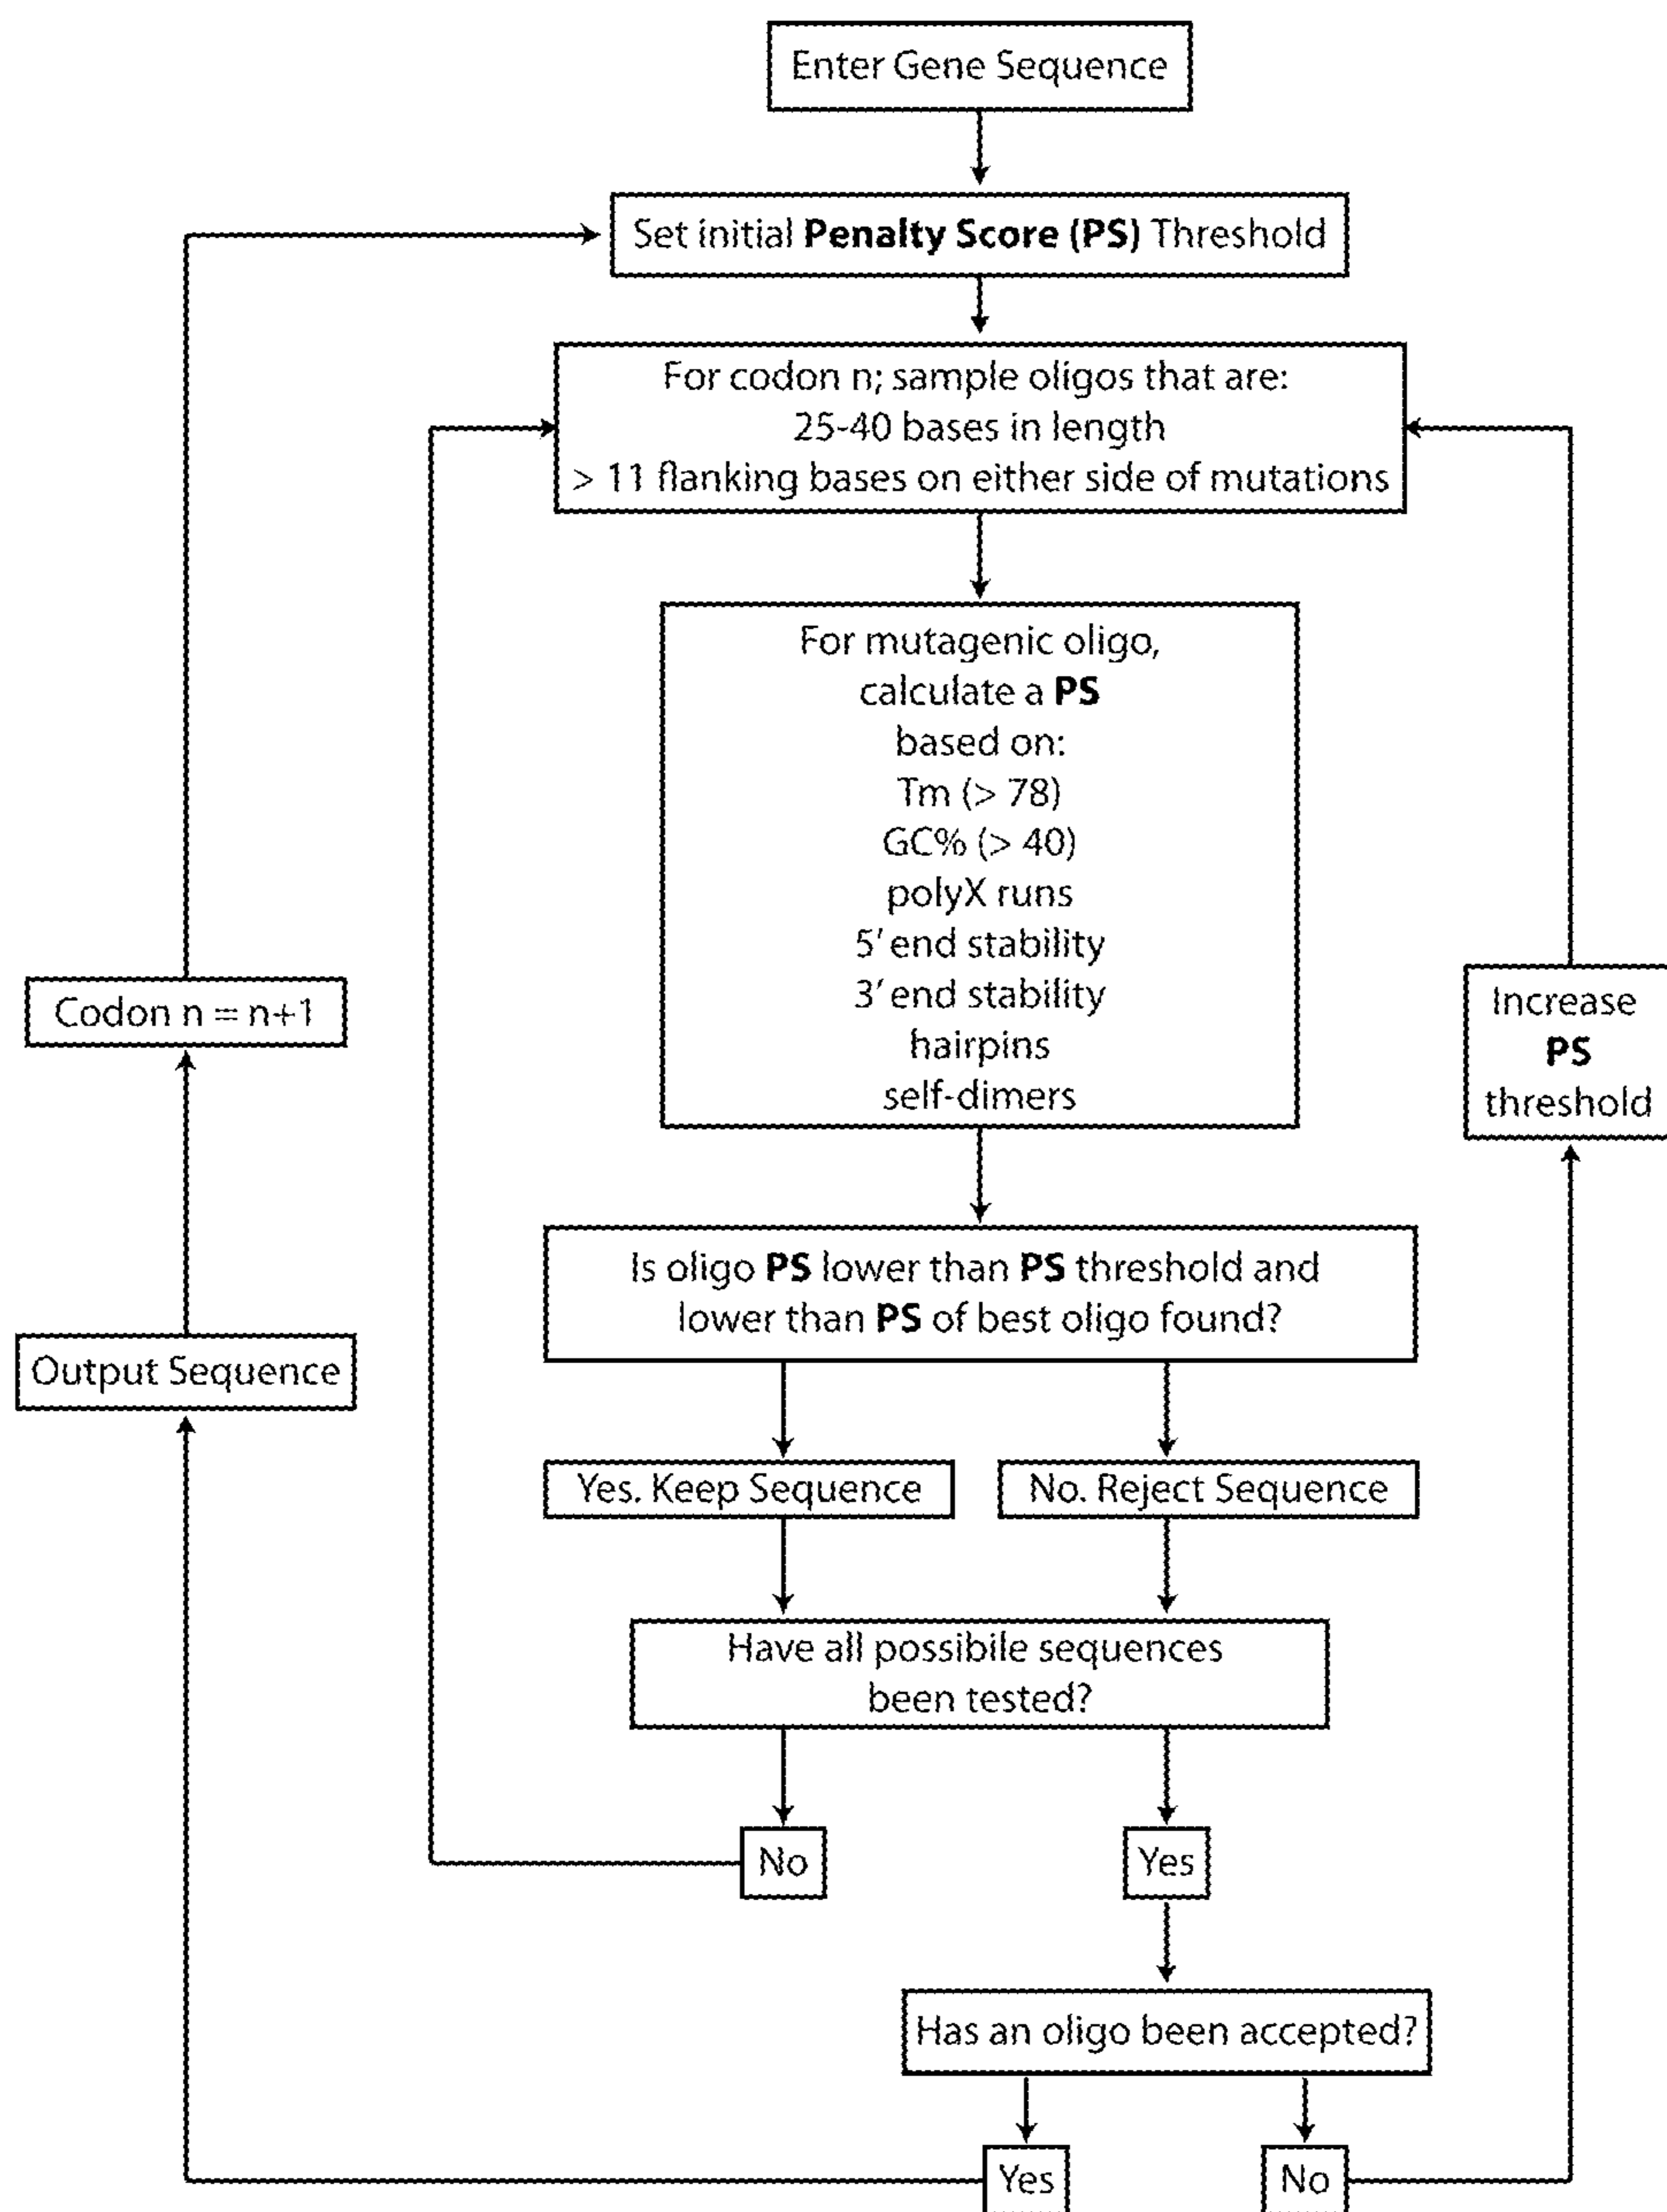 Enter Gene Sequence
Set initial Penalty Score (PS) Threshold
For codon n; sample oligos that are:
25-40 bases in length
> 11 flanking bases on either side of mutations
For mutagenic oligo,
calculate a PS
based on:
Tm (> 78)
GC% (> 40)
polyX runs
5' end stability
3' end stability
hairpins
self-dimers
Codon n = n+1
Increase
PS
threshold
Is oligo PS lower than PS threshold and
lower than PS of best oligo found?
Output Sequence
Yes. Keep Sequence
No. Reject Sequence
Have all possibile sequences
been tested?
No
Yes
Has an oligo been accepted?
Yes
No